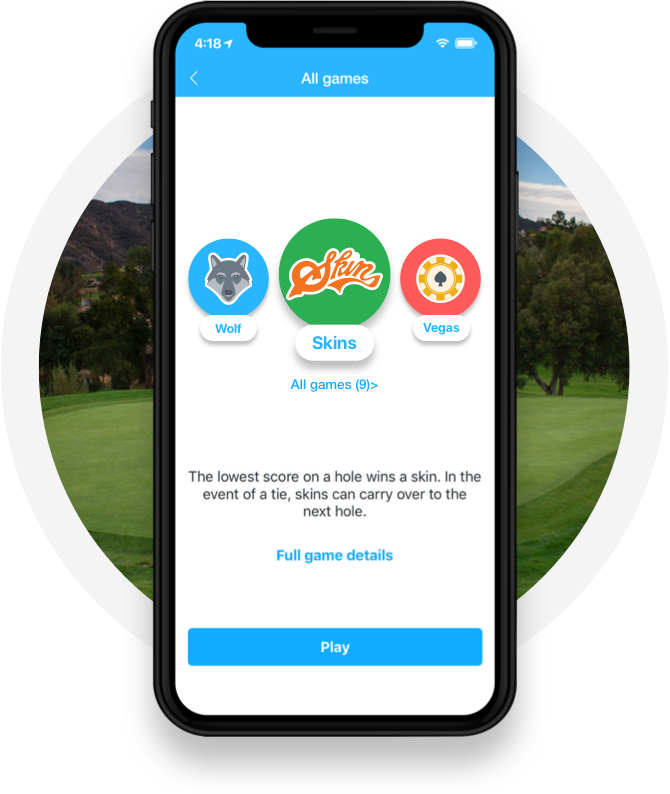 4:18
All games
Skin
Wolf
Skins
Vegas
All games (9)>
The lowest score on a hole wins a skin. In the
event of a tie, skins can carry over to the
next hole.
Full game details
Play